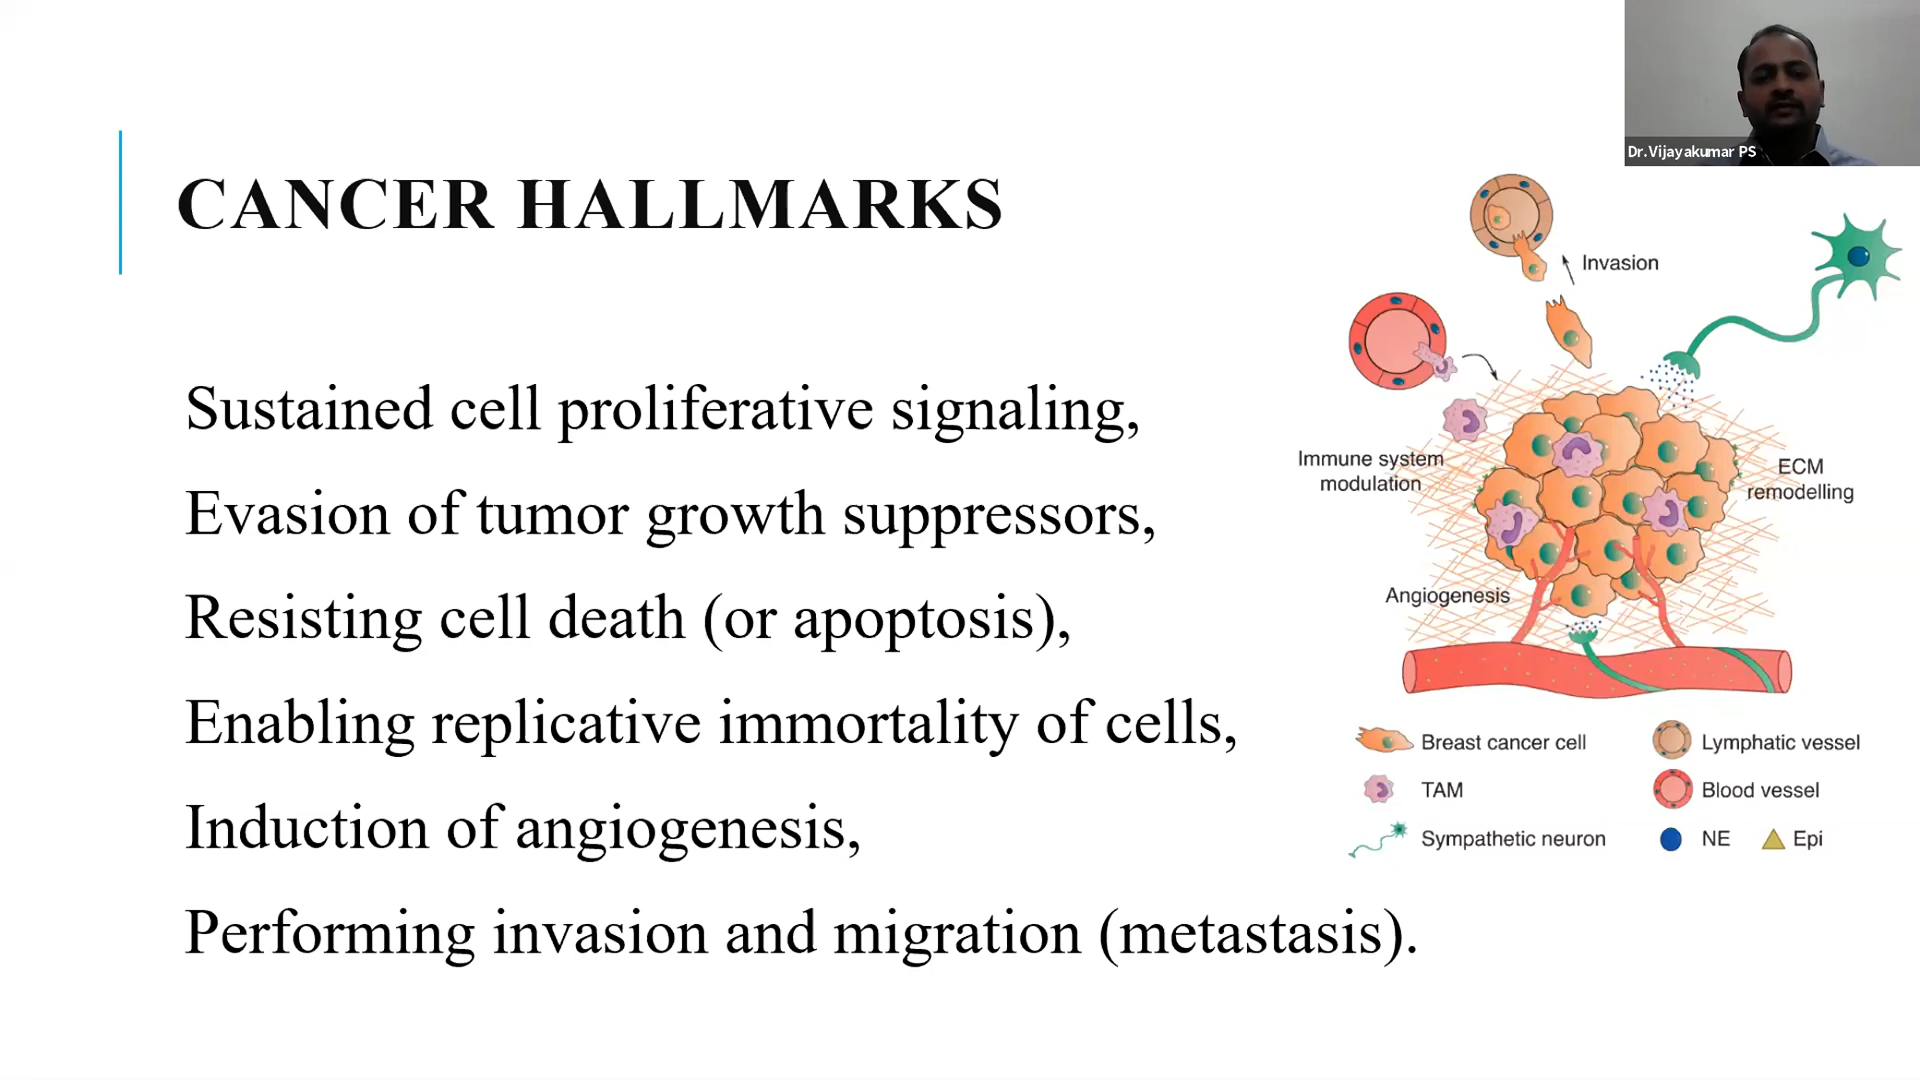 Dr.Vijayakumar PS
CANCER HALLMARKS
Sustained cell proliferative signaling,
Evasion of tumor growth suppressors,
Resisting cell death (or apoptosis),
Enabling replicative immortality of cells,
Induction of angiogenesis,
Performing invasion and migration (metastasis).
Invasion
Immune system
modulation
ECM
remodelling
Angiogenesis
Breast cancer cell
Lymphatic vessel
TAM
Blood vessel
Sympathetic neuron
NE
Epi